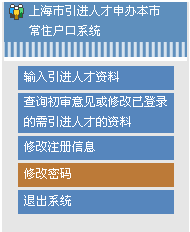 上海市引进人才申办本市
常住户口系统
输入引进人才资料
查询初审意见或修改已登录
的需引进人才的资料
修改注册信息
修改密码
退出系统